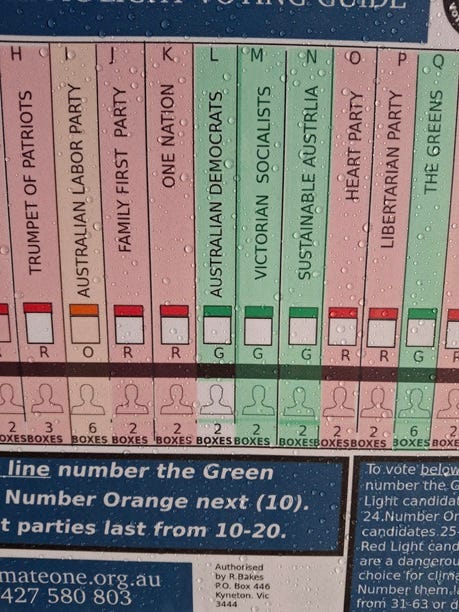 LIGHT VOTING GUIDE
H I J K L M N O P Q
TRUMPET OF PATRIOTS
AUSTRALIAN LABOR PARTY
FAMILY FIRST PARTY
ONE NATION
AUSTRALIAN DEMOCRATS
VICTORIAN SOCIALISTS
SUSTAINABLE AUSTRLIA
HEART PARTY
LIBERTARIAN PARTY
THE GREENS
R O R R G G G R R G
2 3 6 2 2 2 2 2 2 2 6 2
BOXES BOXES BOXES BOXES BOXES BOXES BOXES BOXES BOXES BOXES BOXES
line number the Green
Number Orange next (10).
t parties last from 10-20.
To vote below
number the G
Light candidat
24.Number Or
candidates 25-
Red Light cand
are a dangerou
choice for clima
Number them la
from 31-63 or
mateone.org.au
427 580 803
Authorised
by R.Bakes
P.O. Box 446
Kyneton. Vic
3444